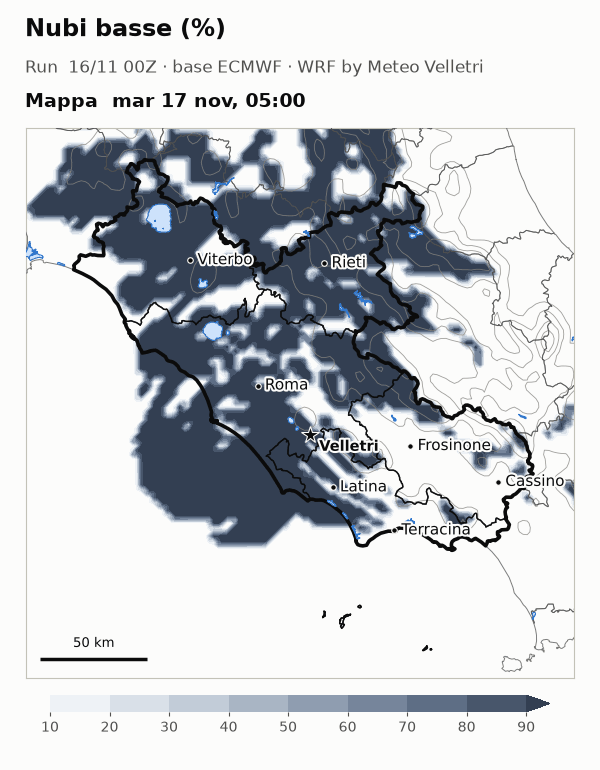 Nubi basse (%)
Run  16/11 00Z · base ECMWF · WRF by Meteo Velletri
Mappa  mar 17 nov, 05:00
Viterbo
Rieti
Roma
Velletri
Frosinone
Cassino
Latina
Terracina
50 km
10 20 30 40 50 60 70 80 90